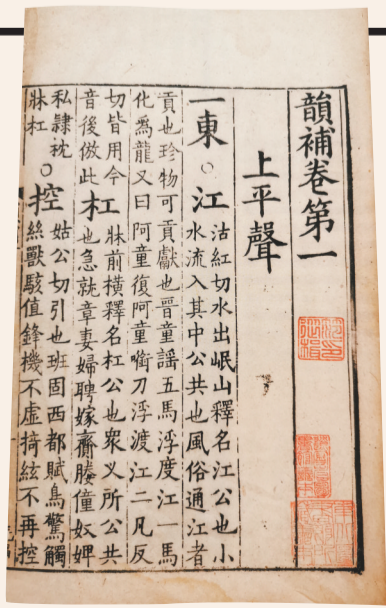 韻補卷第一
上平聲
一東○江沽紅切水出岷山釋名江公也小
水流入其中公共也風俗通江者
貢也珍物可貢獻也晉童謠五馬浮度江一馬
化為龍又曰阿童復阿童銜刀浮渡江二凡反
切皆用今
音後倣此
杠牀前橫釋名杠公也衆义所公共
也急就章妻婦聘嫁齎媵僮奴婢
私隷枕
牀杠
○控姑公切引也班固西都賦鳥驚觸
絲獸駭值鋒機不虛掎絃不再控